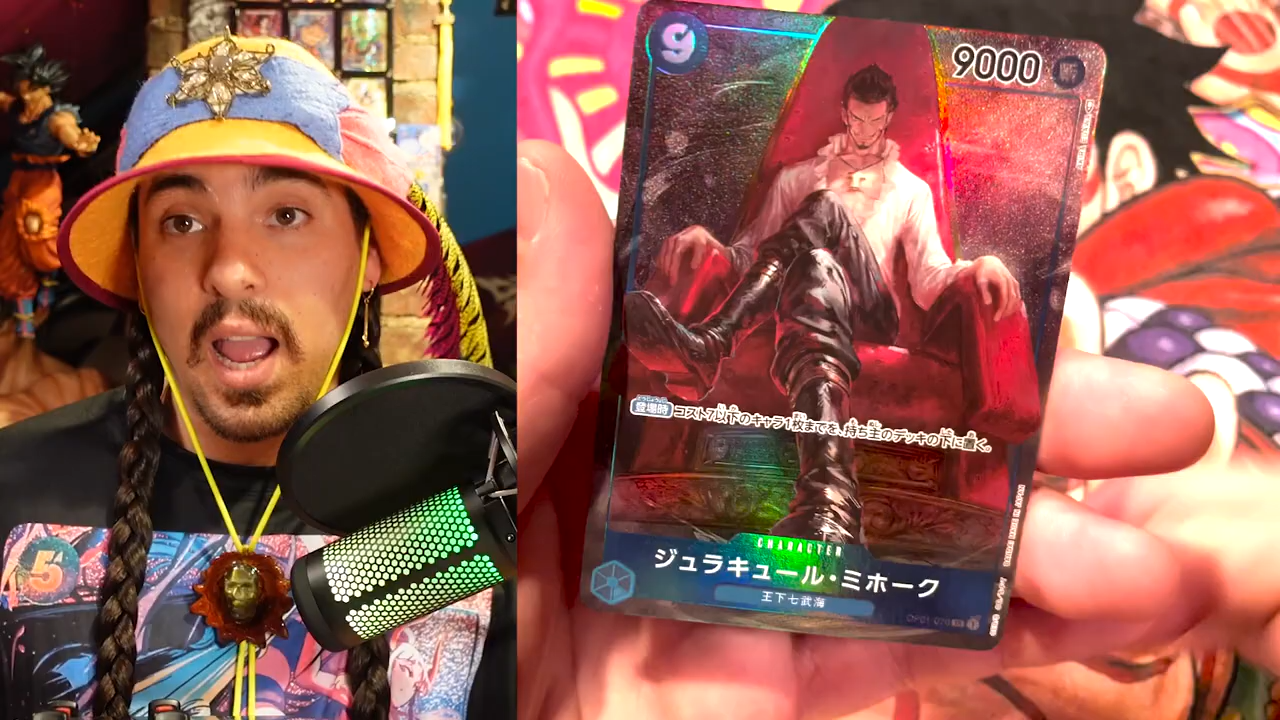 9
9000
斬
登場時 コスト7以下のキャラ1枚までを、持ち主のデッキの下に置く。
CHARACTER
ジュラキュール・ミホーク
王下七武海
OP01-070
5